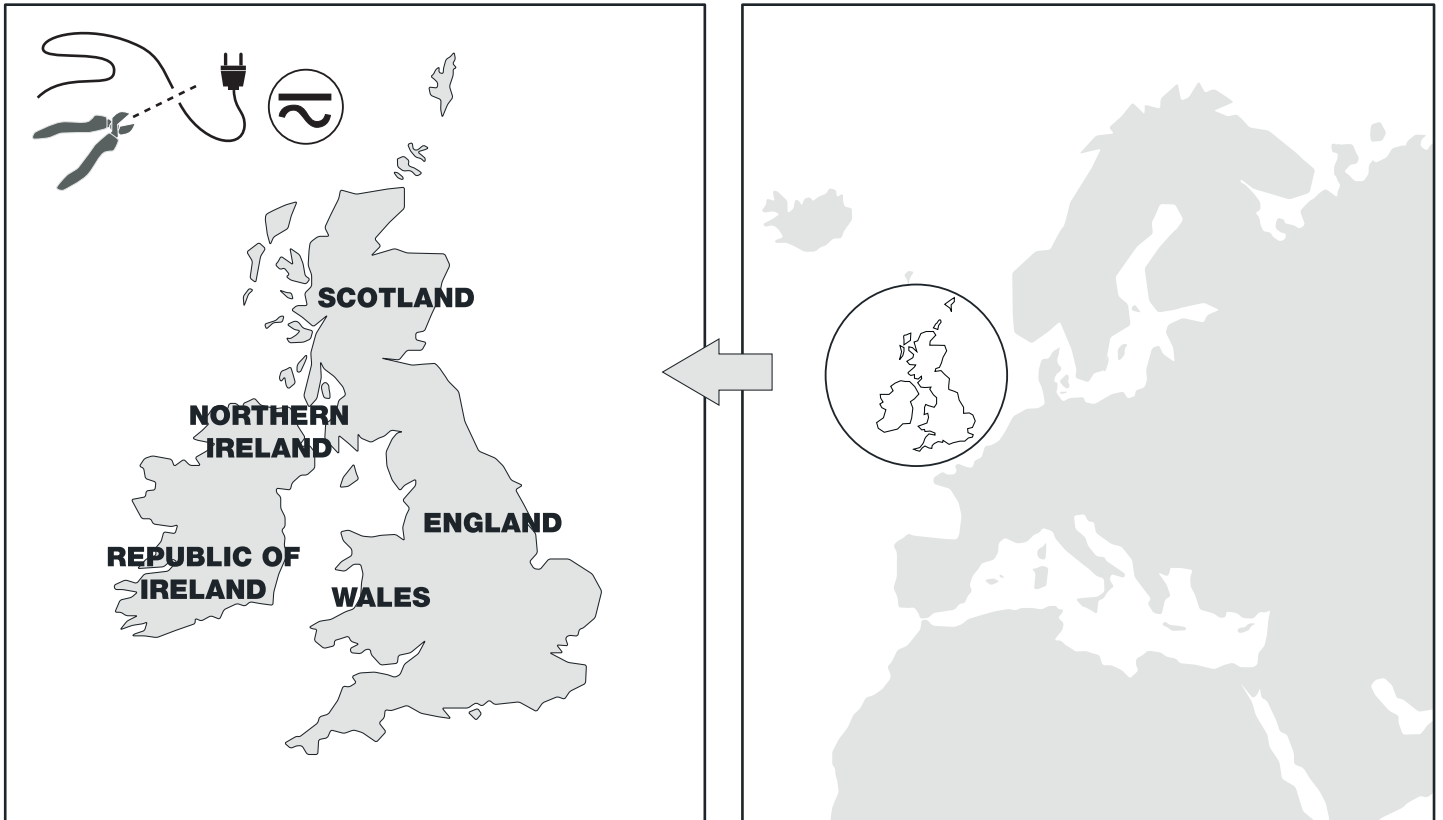 SCOTLAND
NORTHERN
IRELAND
ENGLAND
REPUBLIC OF
IRELAND
WALES